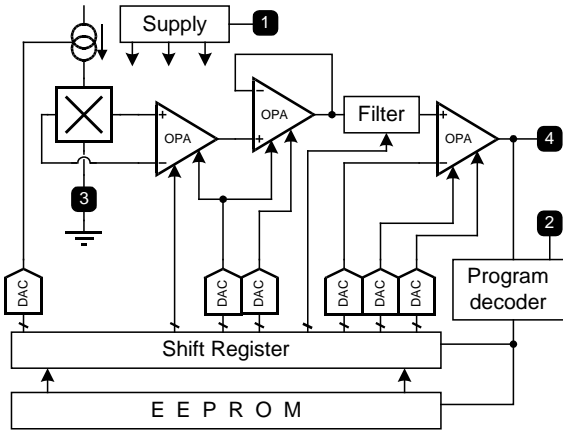 Supply
1
OPA
OPA
Filter
OPA
4
3
2
DAC
DAC
DAC
DAC
DAC
DAC
Program
decoder
Shift Register
E E P R O M